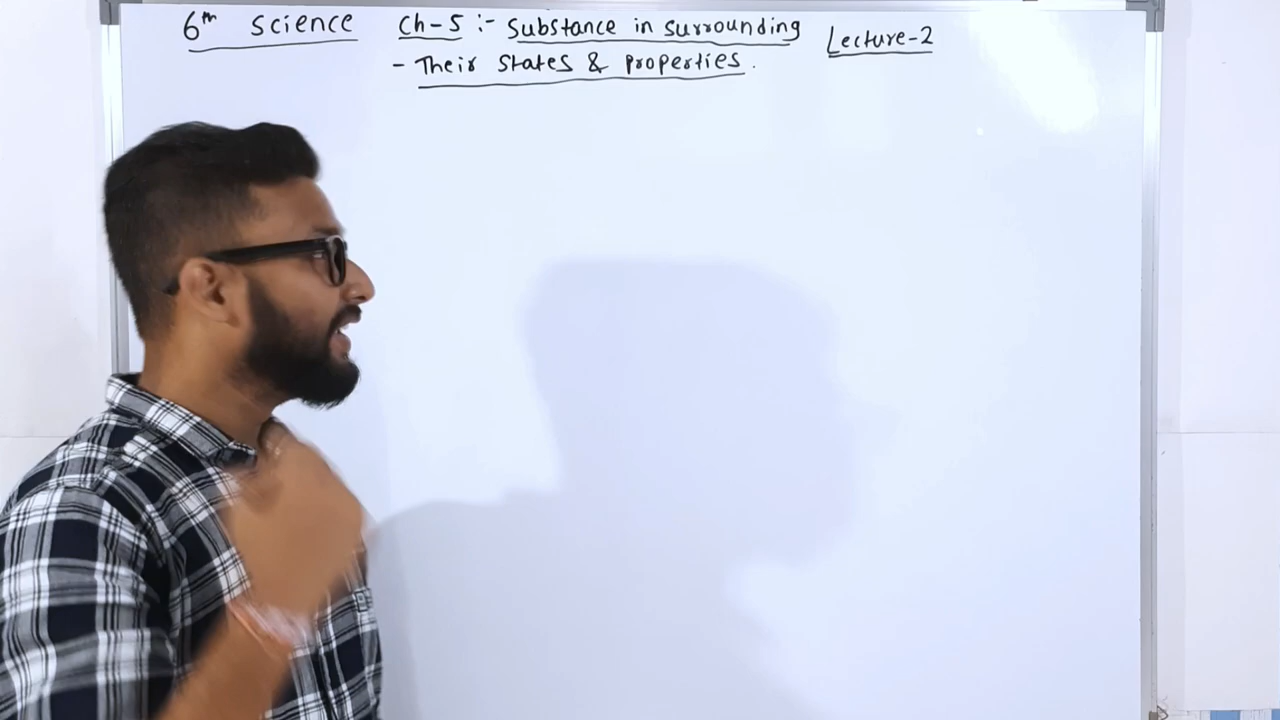 6th Science Ch-5 :- Substance in surrounding Lecture-2
- Their States & properties.